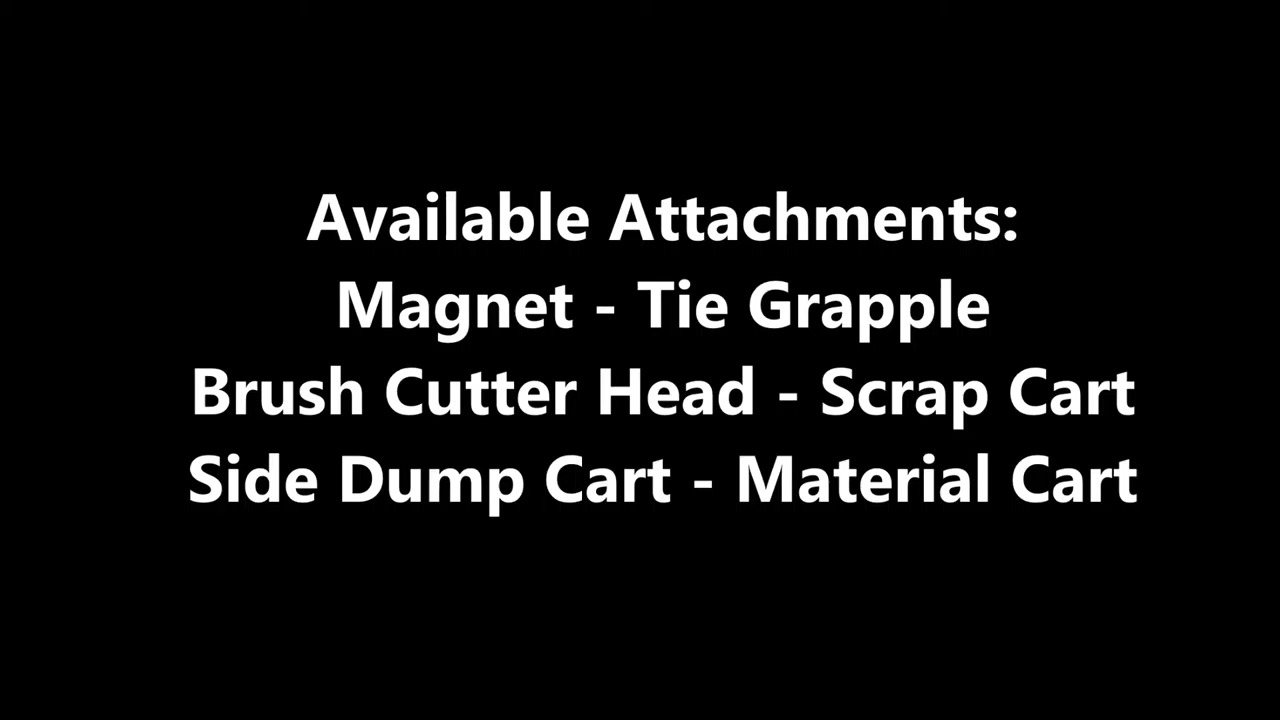 Available Attachments:
Magnet - Tie Grapple
Brush Cutter Head - Scrap Cart
Side Dump Cart - Material Cart